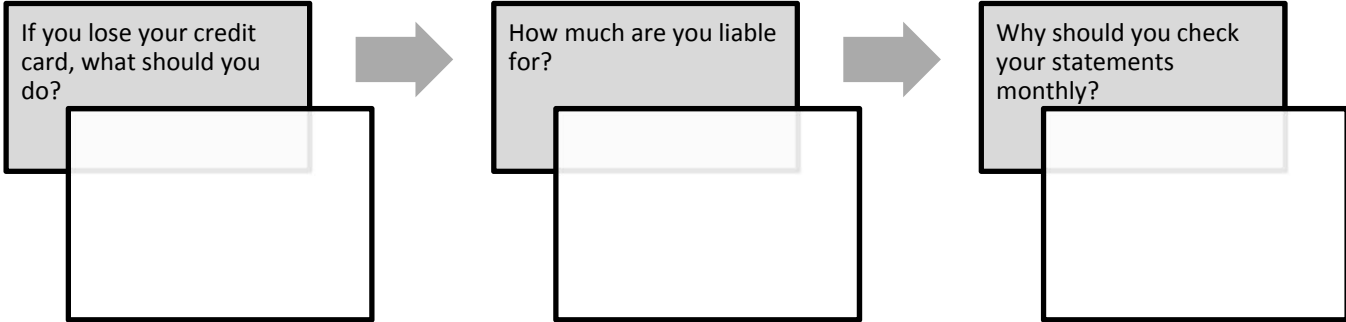 If you lose your credit
card, what should you
do?
How much are you liable
for?
Why should you check
your statements
monthly?